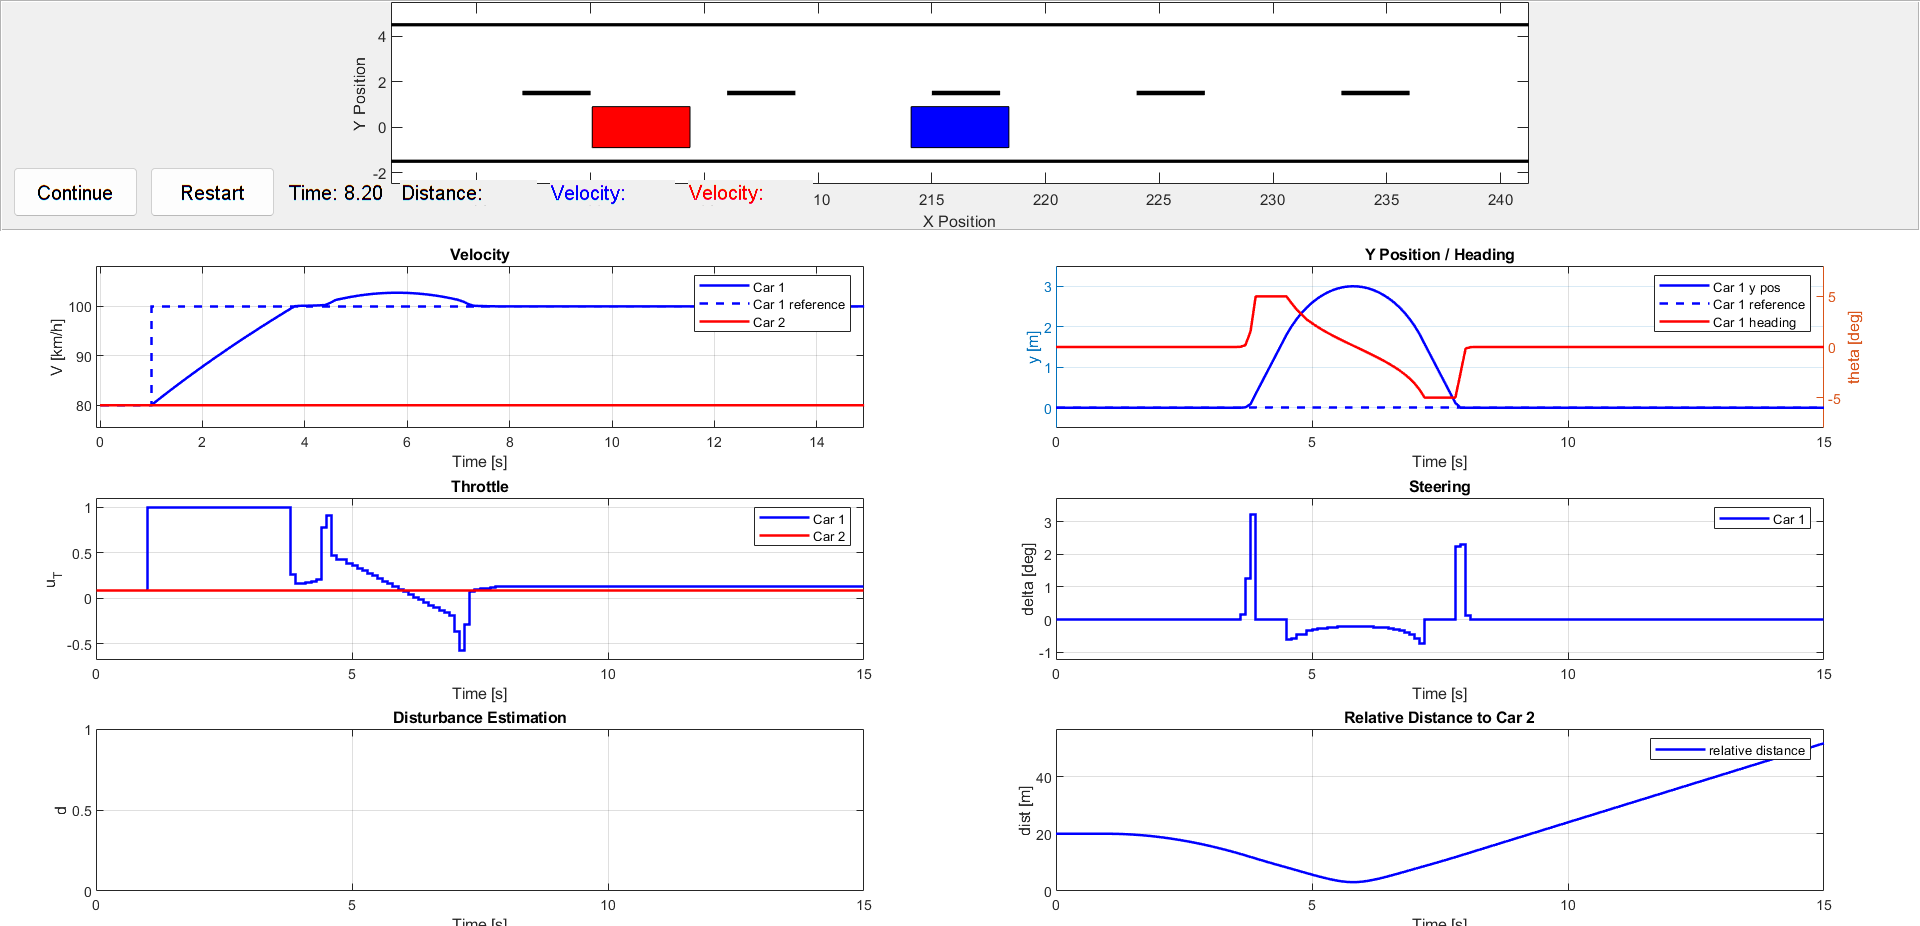 4
2
0
-2
Y Position
Continue
Restart
Time: 8.20
Distance:
Velocity:
Velocity:
10
215
220
225
230
235
240
X Position
Velocity
100
90
80
V [km/h]
Car 1
Car 1 reference
Car 2
0
2
4
6
8
10
12
14
Time [s]
Y Position / Heading
3
2
1
0
y [m]
Car 1 y pos
Car 1 reference
Car 1 heading
5
0
-5
theta [deg]
0
5
10
15
Time [s]
Throttle
1
0.5
0
-0.5
u_T
Car 1
Car 2
0
5
10
15
Time [s]
Steering
3
2
1
0
-1
delta [deg]
Car 1
0
5
10
15
Time [s]
Disturbance Estimation
1
0.5
0
d
0
5
10
15
Time [s]
Relative Distance to Car 2
40
20
0
dist [m]
relative distance
0
5
10
15
Time [s]